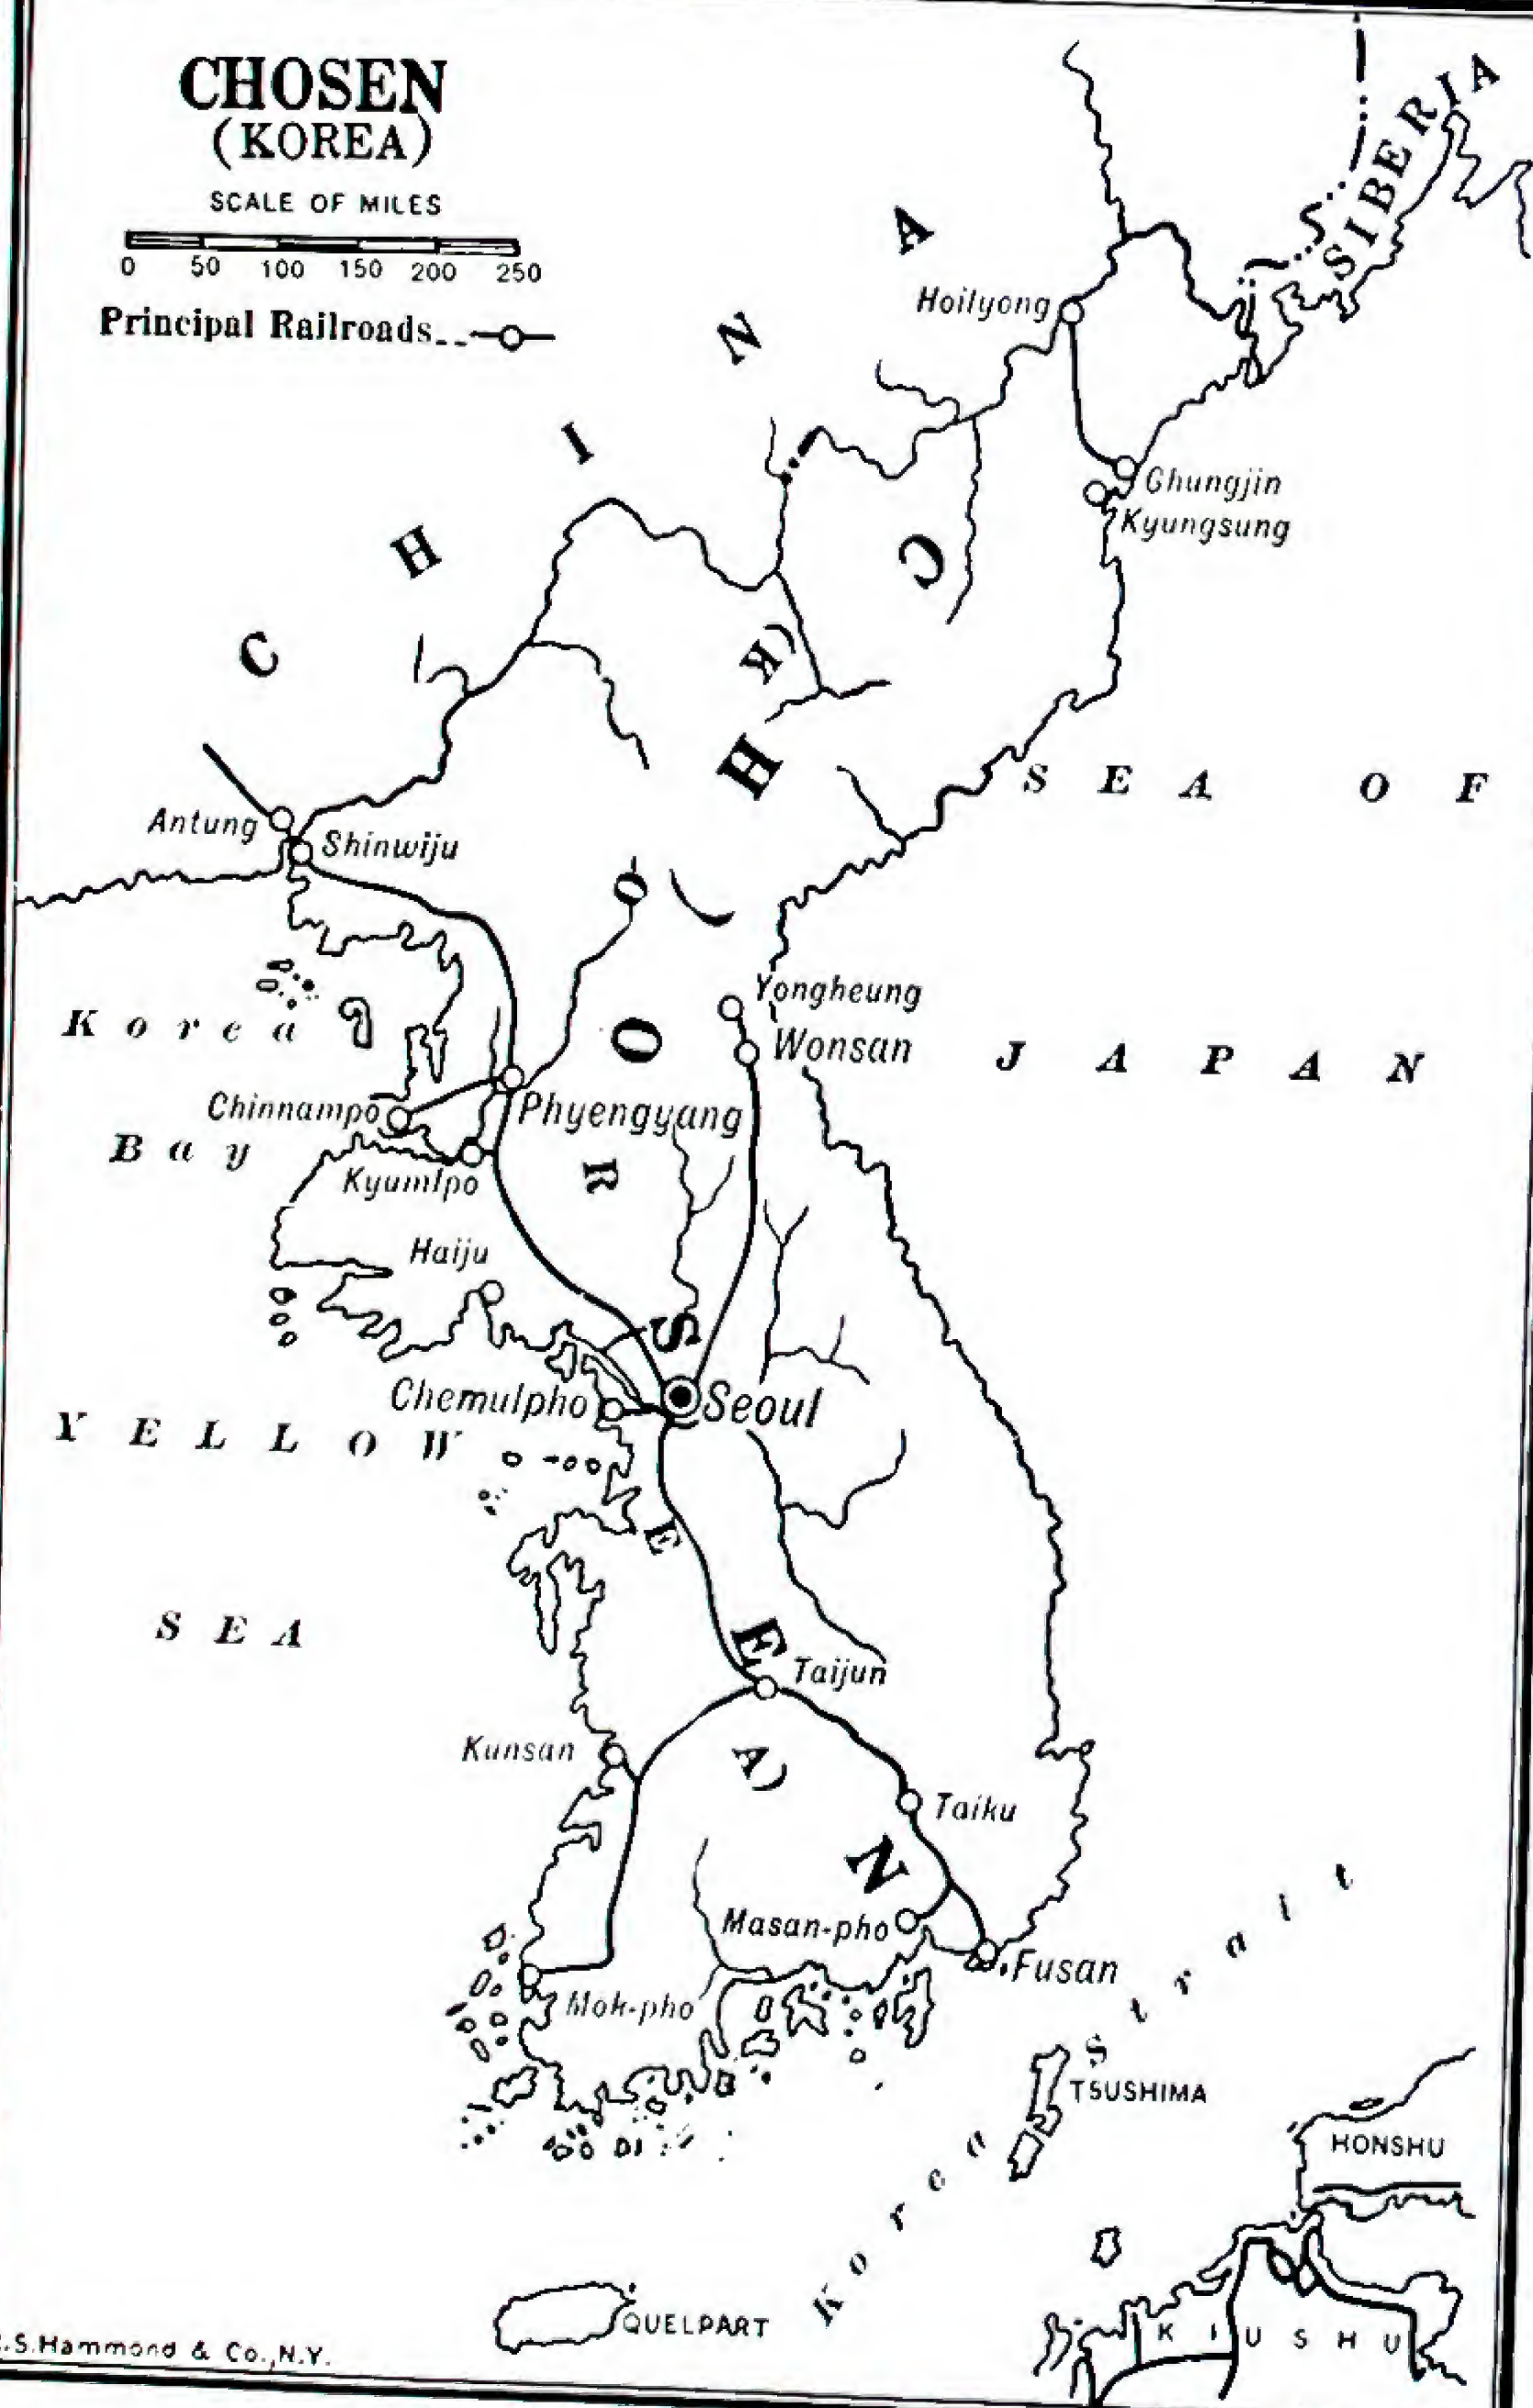 CHOSEN
(KOREA)
SCALE OF MILES
0 50 100 150 200 250
Principal Railroads
SIBERIA
CHINA
Hoilyong
Chungjin
Kyungsung
Antung
Shinwiju
CHOSEN
(KOREA)
SEA OF
JAPAN
Yongheung
Wonsan
Korea
Bay
Chinnampo
Phyengyang
Kyumipo
Haiju
Chemulpho
Seoul
YELLOW
SEA
Taijun
Kunsan
Taiku
Masan-pho
Fusan
Mok-pho
Korea Strait
TSUSHIMA
HONSHU
QUELPART
KIUSHU
.S. Hammond & Co., N.Y.